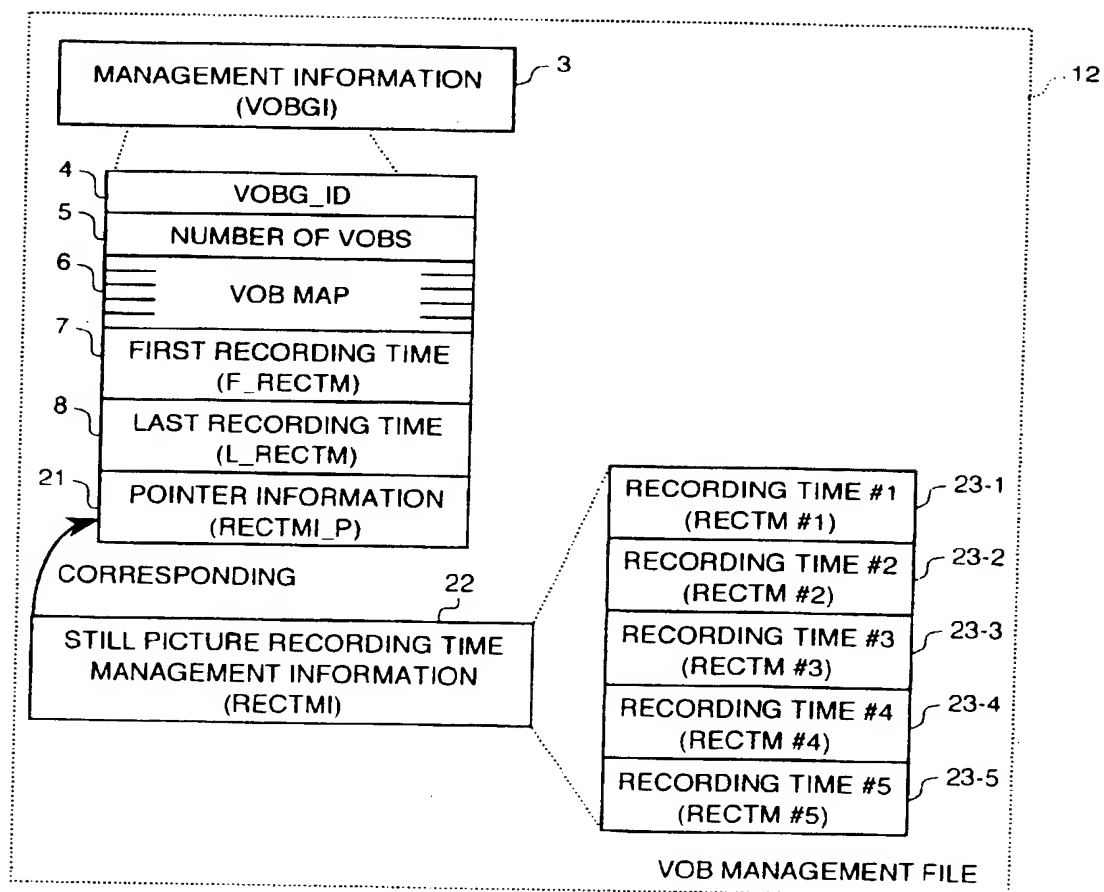 MANAGEMENT INFORMATION
(VOBGI)
3
12
4
VOBG_ID
5
NUMBER OF VOBS
6
VOB MAP
7
FIRST RECORDING TIME
(F_RECTM)
8
LAST RECORDING TIME
(L_RECTM)
21
POINTER INFORMATION
(RECTMI_P)
CORRESPONDING
22
STILL PICTURE RECORDING TIME
MANAGEMENT INFORMATION
(RECTMI)
RECORDING TIME #1
(RECTM #1)
23-1
RECORDING TIME #2
(RECTM #2)
23-2
RECORDING TIME #3
(RECTM #3)
23-3
RECORDING TIME #4
(RECTM #4)
23-4
RECORDING TIME #5
(RECTM #5)
23-5
VOB MANAGEMENT FILE